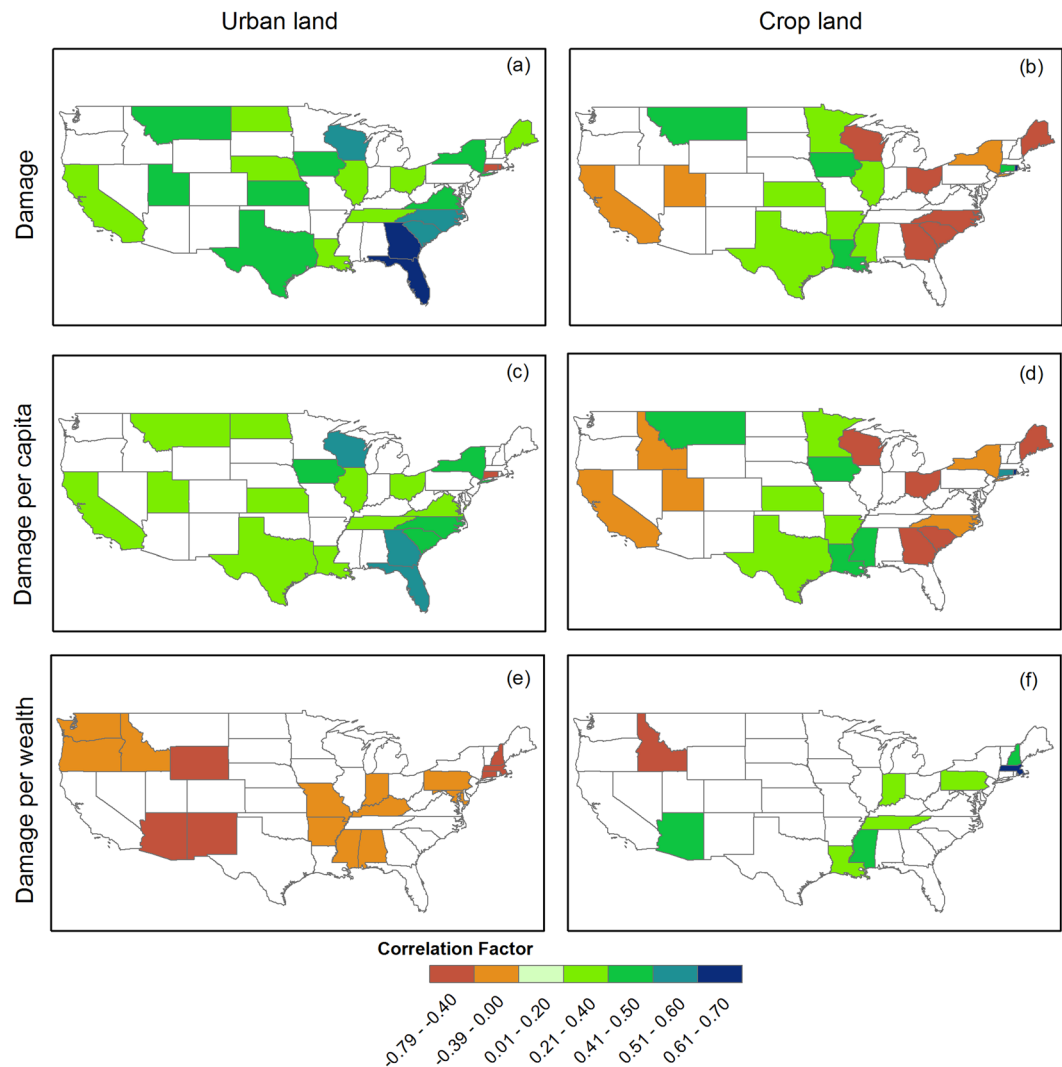 Urban land
Crop land
Damage
(a)
(b)
Damage per capita
(c)
(d)
Damage per wealth
(e)
(f)
Correlation Factor
-0.79 - -0.40
-0.39 - 0.00
0.01 - 0.20
0.21 - 0.40
0.41 - 0.50
0.51 - 0.60
0.61 - 0.70